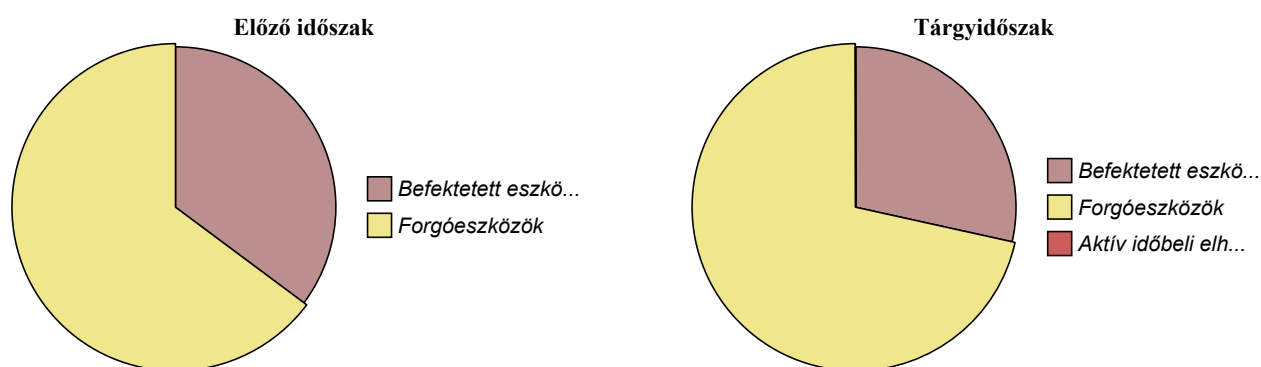 Előző időszak
Befektetett eszkö...
Forgóeszközök
Tárgyidőszak
Befektetett eszkö...
Forgóeszközök
Aktív időbeli elh...